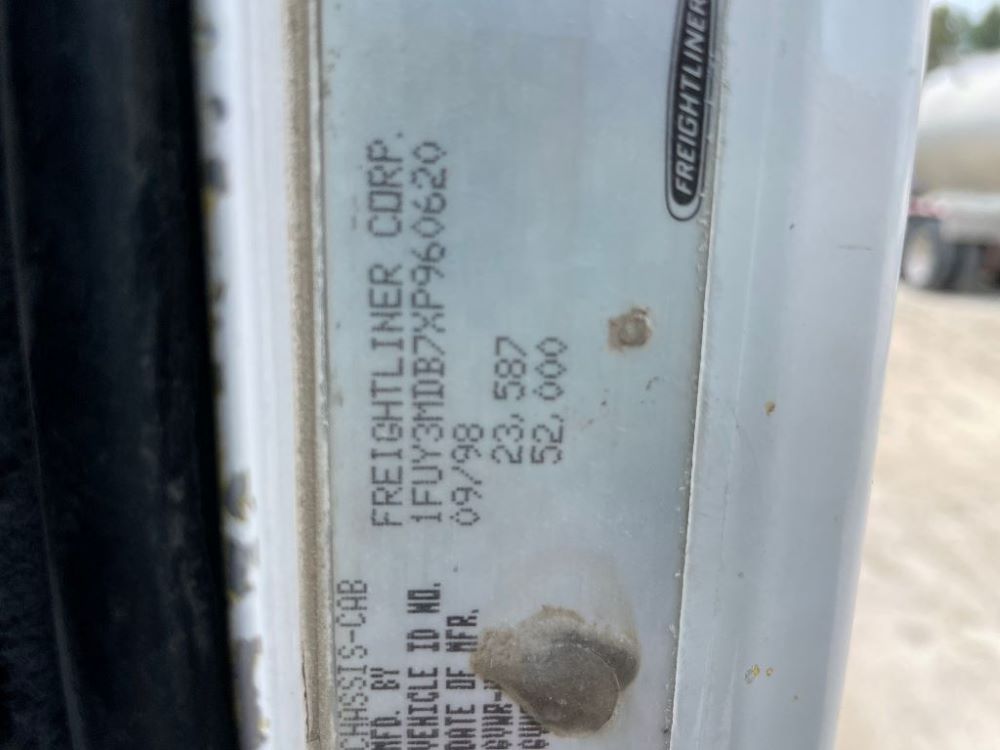 FREIGHTLINER
CHASSIS-CAB
MFD. BY FREIGHTLINER CORP.
VEHICLE ID NO. 1FUY3MDB7XP960620
DATE OF MFR. 09/98
GVWR- 23,587
52,000